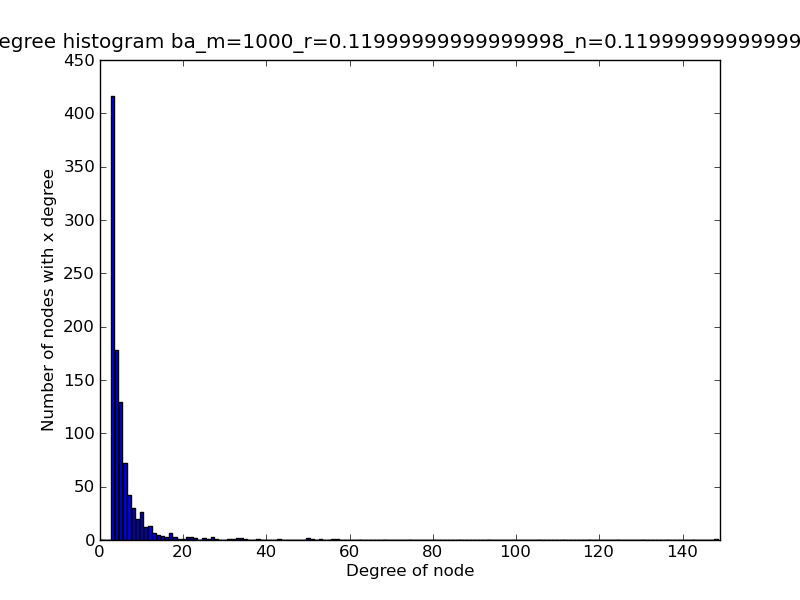 egree histogram ba_m=1000_r=0.11999999999999998_n=0.11999999999999
450
400
350
300
250
200
150
100
50
0
Number of nodes with x degree
0 20 40 60 80 100 120 140
Degree of node